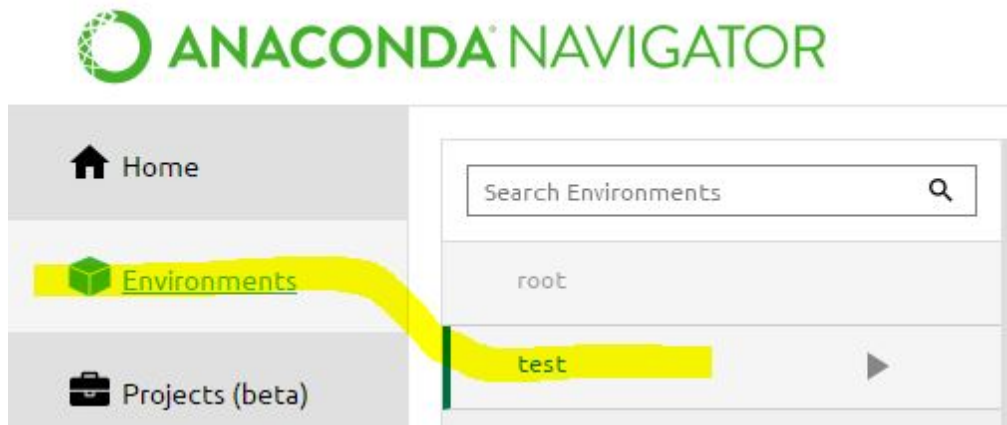 ANACONDA NAVIGATOR
Home
Environments
Projects (beta)
Search Environments
root
test